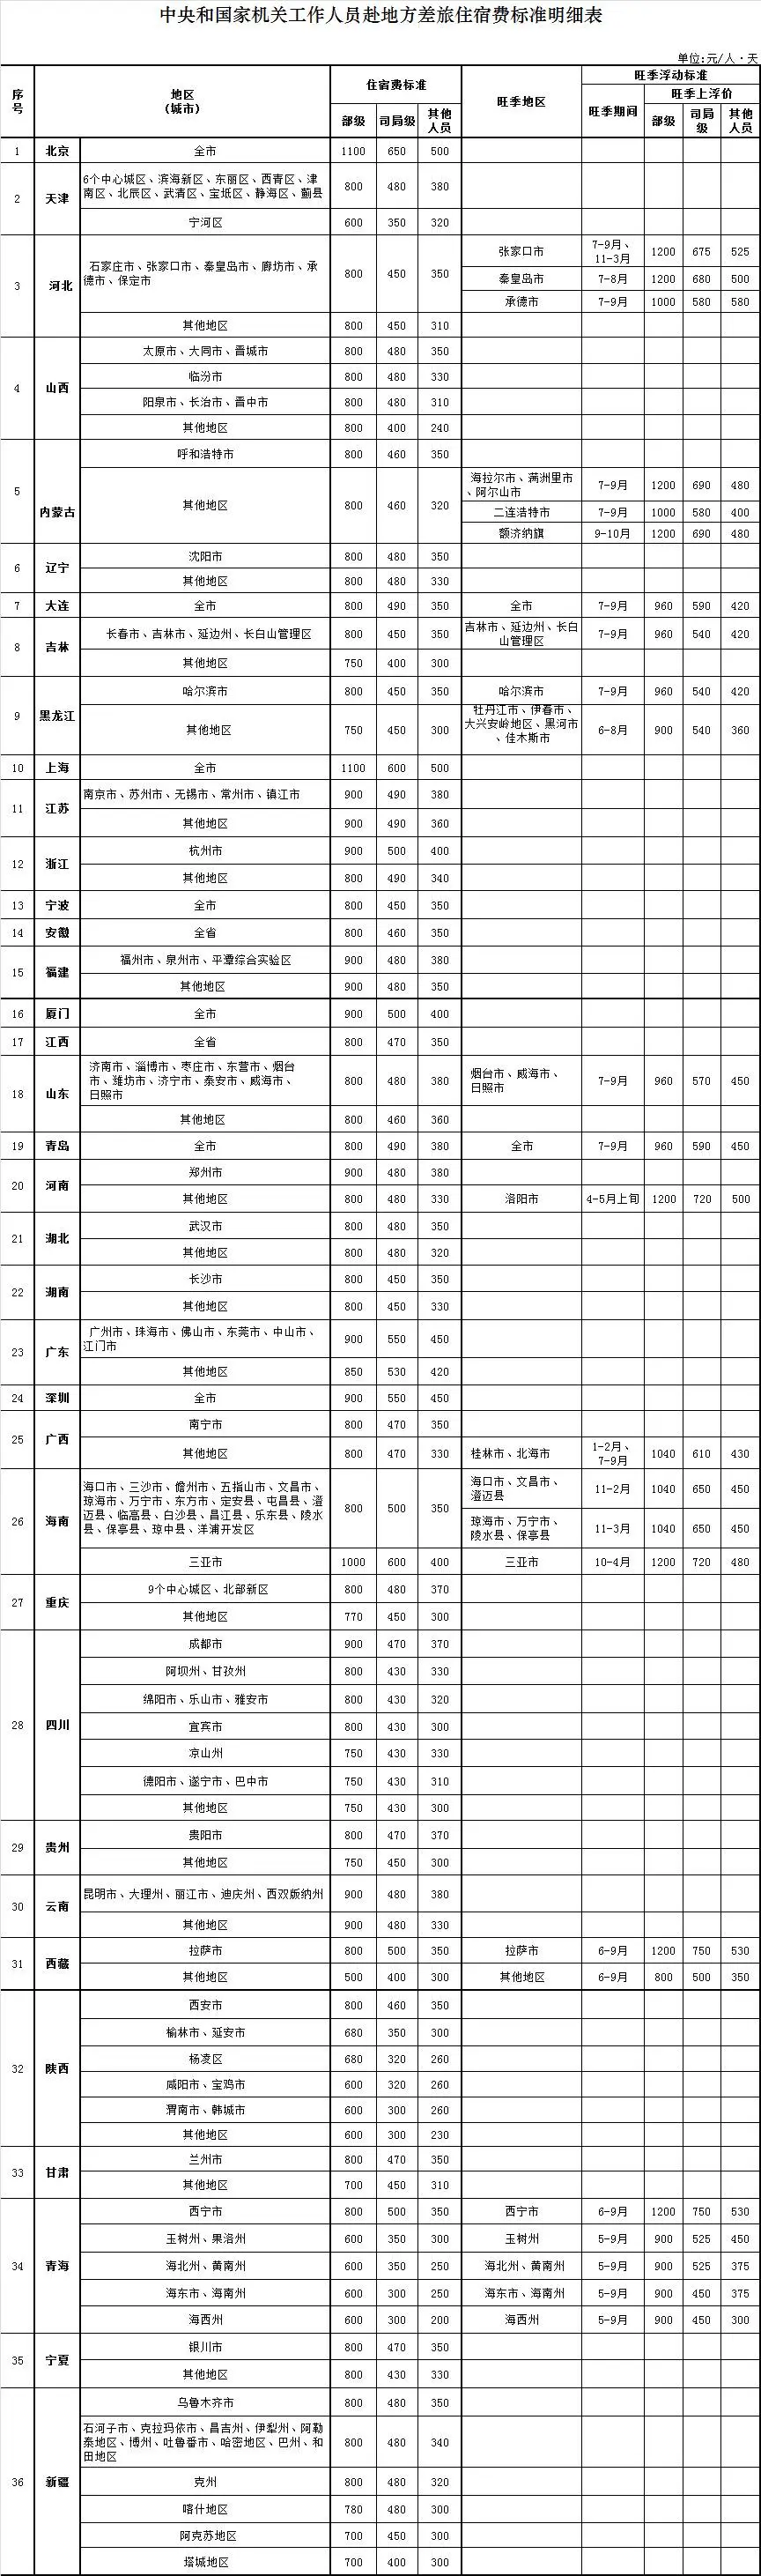 中央和国家机关工作人员赴地方差旅住宿费标准明细表
单位:元/人·天
序号 地区（城市） 住宿费标准 旺季地区 旺季浮动标准
旺季期间 旺季上浮价
部级 司局级 其他人员 部级 司局级 其他人员
1 北京 全市 1100 650 500
2 天津 6个中心城区、滨海新区、东丽区、西青区、津
南区、北辰区、武清区、宝坻区、静海区、蓟县 800 480 380
宁河区 600 350 320
3 河北 石家庄市、张家口市、秦皇岛市、廊坊市、承
德市、保定市 800 450 350 张家口市 7-9月、
11-3月 1200 675 525
秦皇岛市 7-8月 1200 680 500
承德市 7-9月 1000 580 580
其他地区 800 450 310
4 山西 太原市、大同市、晋城市 800 480 350
临汾市 800 480 330
阳泉市、长治市、晋中市 800 480 310
其他地区 800 400 240
5 内蒙古 呼和浩特市 800 460 350
其他地区 800 460 320 海拉尔市、满洲里市
、阿尔山市 7-9月 1200 690 480
二连浩特市 7-9月 1000 580 400
额济纳旗 9-10月 1200 690 480
6 辽宁 沈阳市 800 480 350
其他地区 800 480 330
7 大连 全市 800 490 350 全市 7-9月 960 590 420
8 吉林 长春市、吉林市、延边州、长白山管理区 800 450 350 吉林市、延边州、长白
山管理区 7-9月 960 540 420
其他地区 750 400 300
9 黑龙江 哈尔滨市 800 450 350 哈尔滨市 7-9月 960 540 420
其他地区 750 450 300 牡丹江市、伊春市、
大兴安岭地区、黑河市
、佳木斯市 6-8月 900 540 360
10 上海 全市 1100 600 500
11 江苏 南京市、苏州市、无锡市、常州市、镇江市 900 490 380
其他地区 900 490 360
12 浙江 杭州市 900 500 400
其他地区 800 490 340
13 宁波 全市 800 450 350
14 安徽 全省 800 460 350
15 福建 福州市、泉州市、平潭综合实验区 900 480 380
其他地区 900 480 350
16 厦门 全市 900 500 400
17 江西 全省 800 470 350
18 山东 济南市、淄博市、枣庄市、东营市、烟台
市、潍坊市、济宁市、泰安市、威海市、
日照市 800 480 380 烟台市、威海市、
日照市 7-9月 960 570 450
其他地区 800 460 360
19 青岛 全市 800 490 380 全市 7-9月 960 590 450
20 河南 郑州市 900 480 380
其他地区 800 480 330 洛阳市 4-5月上旬 1200 720 500
21 湖北 武汉市 800 480 350
其他地区 800 480 320
22 湖南 长沙市 800 450 350
其他地区 800 450 330
23 广东 广州市、珠海市、佛山市、东莞市、中山市、
江门市 900 550 450
其他地区 850 530 420
24 深圳 全市 900 550 450
25 广西 南宁市 800 470 350
其他地区 800 470 330 桂林市、北海市 1-2月、
7-9月 1040 610 430
26 海南 海口市、三沙市、儋州市、五指山市、文昌市、
琼海市、万宁市、东方市、定安县、屯昌县、澄
迈县、临高县、白沙县、昌江县、乐东县、陵水
县、保亭县、琼中县、洋浦开发区 800 500 350 海口市、文昌市、
澄迈县 11-2月 1040 650 450
琼海市、万宁市、
陵水县、保亭县 11-3月 1040 650 450
三亚市 1000 600 400 三亚市 10-4月 1200 720 480
27 重庆 9个中心城区、北部新区 800 480 370
其他地区 770 450 300
28 四川 成都市 900 470 370
阿坝州、甘孜州 800 430 330
绵阳市、乐山市、雅安市 800 430 320
宜宾市 800 430 300
凉山州 750 430 330
德阳市、遂宁市、巴中市 750 430 310
其他地区 750 430 300
29 贵州 贵阳市 800 470 370
其他地区 750 450 300
30 云南 昆明市、大理州、丽江市、迪庆州、西双版纳州 900 480 380
其他地区 900 480 330
31 西藏 拉萨市 800 500 350 拉萨市 6-9月 1200 750 530
其他地区 500 400 300 其他地区 6-9月 800 500 350
32 陕西 西安市 800 460 350
榆林市、延安市 680 350 300
杨凌区 680 320 260
咸阳市、宝鸡市 600 320 260
渭南市、韩城市 600 300 260
其他地区 600 300 230
33 甘肃 兰州市 800 470 350
其他地区 700 450 310
34 青海 西宁市 800 500 350 西宁市 6-9月 1200 750 530
玉树州、果洛州 600 350 300 玉树州 5-9月 900 525 450
海北州、黄南州 600 350 250 海北州、黄南州 5-9月 900 525 375
海东市、海南州 600 300 250 海东市、海南州 5-9月 900 450 375
海西州 600 300 200 海西州 5-9月 900 450 300
35 宁夏 银川市 800 470 350
其他地区 800 430 330
36 新疆 乌鲁木齐市 800 480 350
石河子市、克拉玛依市、昌吉州、伊犁州、阿勒
泰地区、博州、吐鲁番市、哈密地区、巴州、和
田地区 800 480 340
克州 800 480 320
喀什地区 780 480 300
阿克苏地区 700 450 300
塔城地区 700 400 300